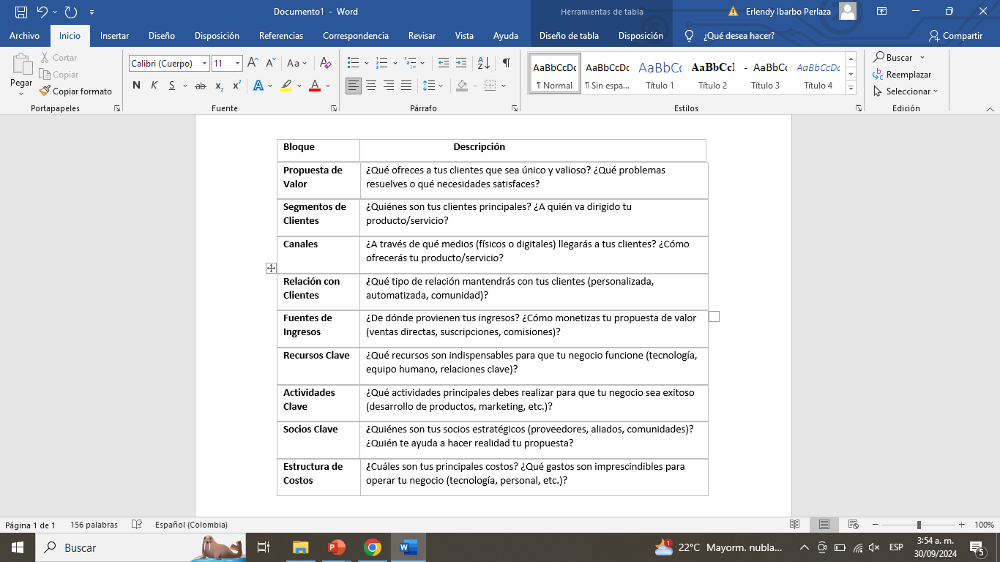 Documento1 - Word
Herramientas de tabla
Erlendy Ibarbo Perlaza
Archivo Inicio Insertar Diseño Disposición Referencias Correspondencia Revisar Vista Ayuda Diseño de tabla Disposición ¿Qué desea hacer? Compartir
Pegar
Cortar
Copiar
Copiar formato
Portapapeles
Calibri (Cuerpo) 11
Aa
N K S abc x₂ x² A A
Fuente
Párrafo
AaBbCcDc AaBbCcDc AaBbCc AaBbCcI - AaBbCc AaBbCcDc
¶ Normal ¶ Sin espa... Título 1 Título 2 Título 3 Título 4
Estilos
Buscar
Reemplazar
Seleccionar
Edición
Bloque Descripción
Propuesta de ¿Qué ofreces a tus clientes que sea único y valioso? ¿Qué problemas
Valor resuelves o qué necesidades satisfaces?
Segmentos de ¿Quiénes son tus clientes principales? ¿A quién va dirigido tu
Clientes producto/servicio?
Canales ¿A través de qué medios (físicos o digitales) llegarás a tus clientes? ¿Cómo
ofrecerás tu producto/servicio?
Relación con ¿Qué tipo de relación mantendrás con tus clientes (personalizada,
Clientes automatizada, comunidad)?
Fuentes de ¿De dónde provienen tus ingresos? ¿Cómo monetizas tu propuesta de valor
Ingresos (ventas directas, suscripciones, comisiones)?
Recursos Clave ¿Qué recursos son indispensables para que tu negocio funcione (tecnología,
equipo humano, relaciones clave)?
Actividades ¿Qué actividades principales debes realizar para que tu negocio sea exitoso
Clave (desarrollo de productos, marketing, etc.)?
Socios Clave ¿Quiénes son tus socios estratégicos (proveedores, aliados, comunidades)?
¿Quién te ayuda a hacer realidad tu propuesta?
Estructura de ¿Cuáles son tus principales costos? ¿Qué gastos son imprescindibles para
Costos operar tu negocio (tecnología, personal, etc.)?
Página 1 de 1 156 palabras Español (Colombia) 100%
Buscar
22°C Mayorm. nubla...
ESP
3:54 a. m.
30/09/2024
5